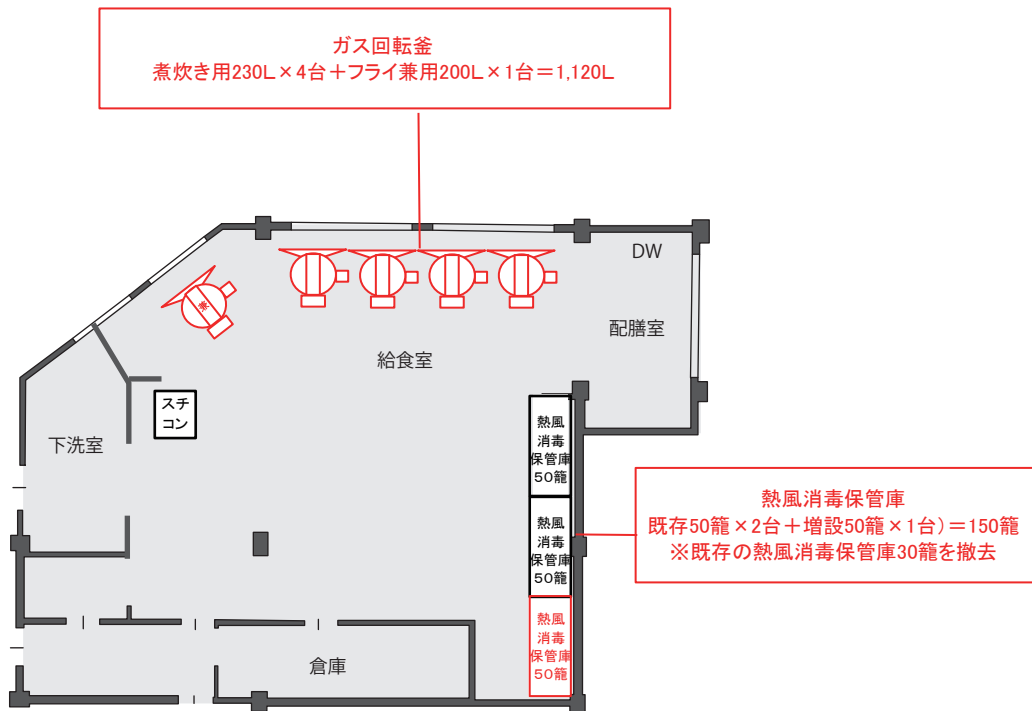 ガス回転釜
煮炊き用230L×4台＋フライ兼用200L×1台＝1,120L
DW
配膳室
兼
給食室
スチ
コン
下洗室
熱風
消毒
保管庫
50籠
熱風
消毒
保管庫
50籠
熱風
消毒
保管庫
50籠
熱風消毒保管庫
既存50籠×2台＋増設50籠×1台）＝150籠
※既存の熱風消毒保管庫30籠を撤去
倉庫